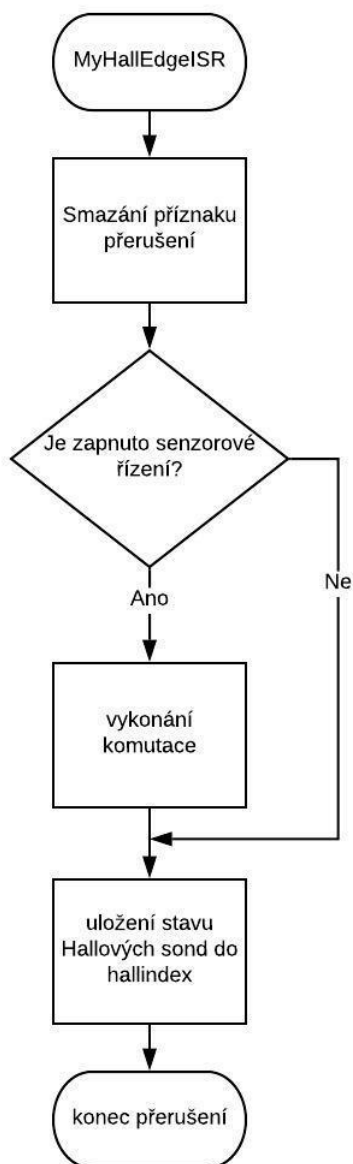 MyHallEdgeISR
Smazání příznaku
přerušení
Je zapnuto senzorové
řízení?
Ne
Ano
vykonání
komutace
uložení stavu
Hallových sond do
hallindex
konec přerušení